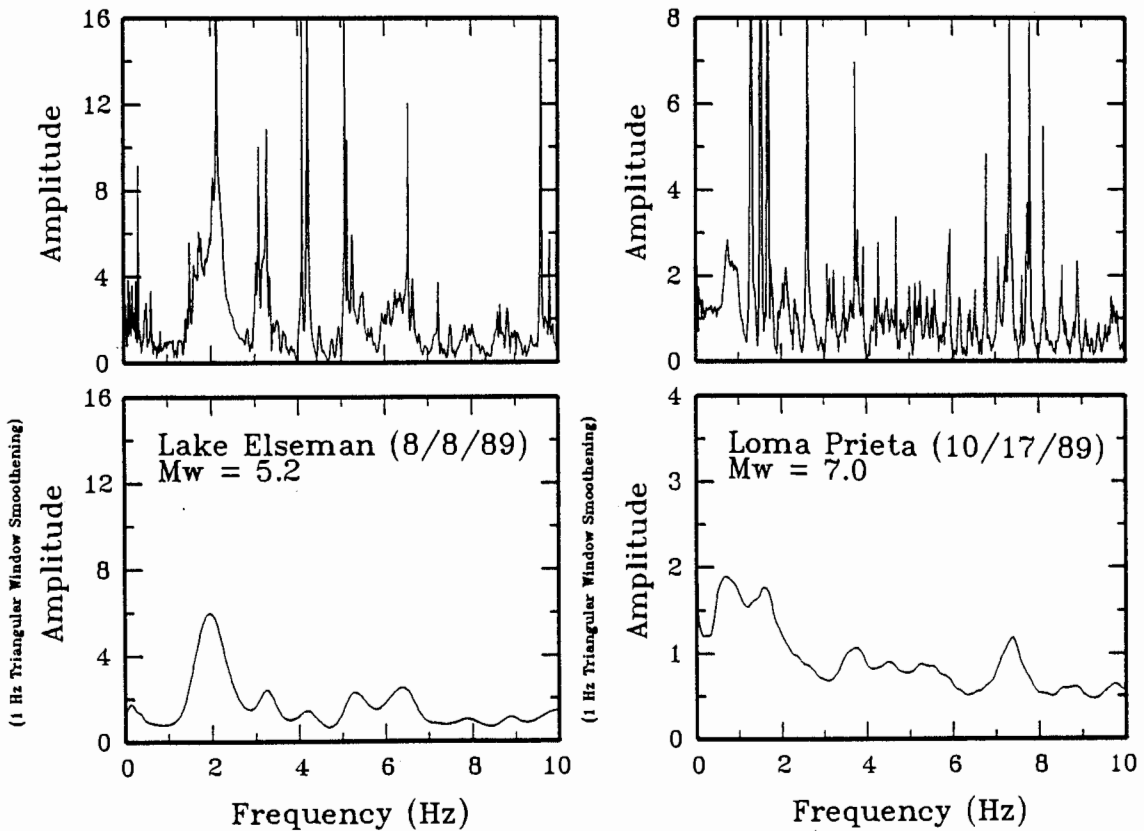 16
12
8
4
0
Amplitude
8
6
4
2
0
Amplitude
(1 Hz Triangular Window Smoothening)
16
12
8
4
0
Amplitude
Lake Elseman (8/8/89)
Mw = 5.2
0 2 4 6 8 10
Frequency (Hz)
(1 Hz Triangular Window Smoothening)
4
3
2
1
0
Amplitude
Loma Prieta (10/17/89)
Mw = 7.0
0 2 4 6 8 10
Frequency (Hz)